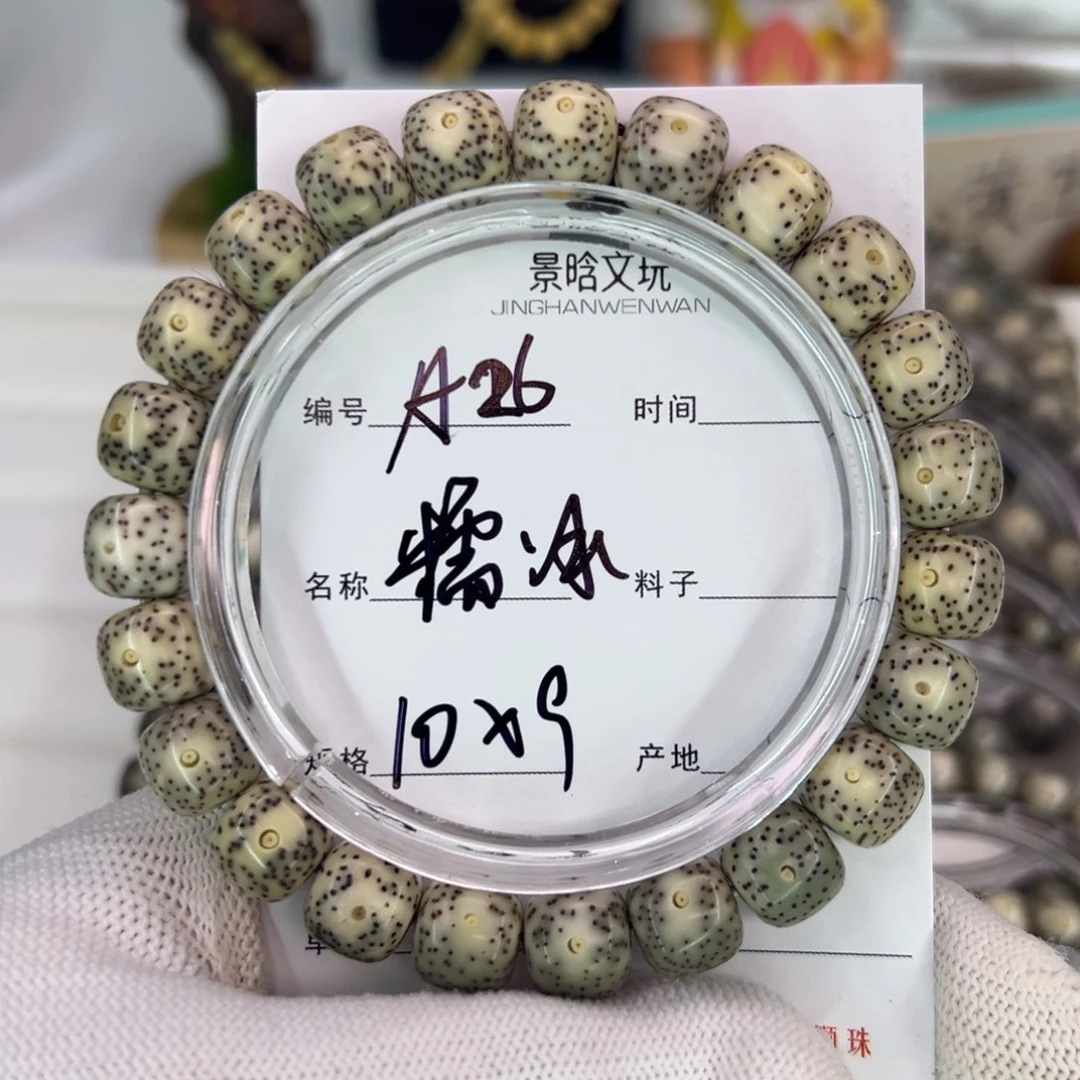 景晗文玩
JINGHANWENWAN
编号 A26 时间
名称 糯冰 料子
规格 10x9 产地
珠